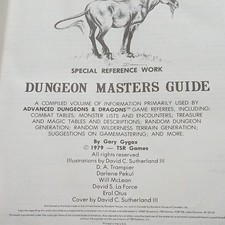 SPECIAL REFERENCE WORK
DUNGEON MASTERS GUIDE
A COMPILED VOLUME OF INFORMATION PRIMARILY USED BY
ADVANCED DUNGEONS & DRAGONS GAME REFEREES, INCLUDING:
COMBAT TABLES; MONSTER LISTS AND ENCOUNTERS; TREASURE
AND MAGIC TABLES AND DESCRIPTIONS; RANDOM DUNGEON
GENERATION; RANDOM WILDERNESS TERRAIN GENERATION;
SUGGESTIONS ON GAMEMASTERING; AND MORE.
By Gary Gygax
© 1979 — TSR Games
All rights reserved
Illustrations by David C. Sutherland III
D. A. Trampier
Darlene Pekul
Will McLean
David S. La Force
Erol Otus
Cover by David C. Sutherland III